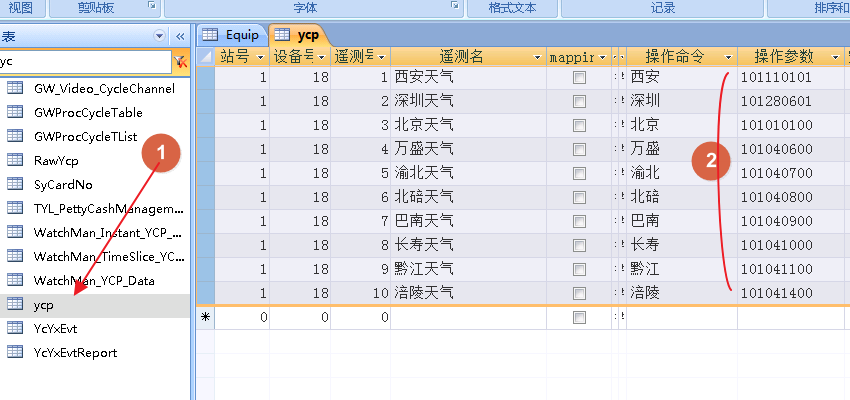 视图 剪贴板 字体 格式文本 记录 排序和
表 «
yc
GW_Video_CycleChannel
GWProcCycleTable
GWProcCycleTList
RawYcp
SyCardNo
TYL_PettyCashManagem...
WatchMan_Instant_YCP_...
WatchMan_TimeSlice_YC...
WatchMan_YCP_Data
ycp
YcYxEvt
YcYxEvtReport
1
Equip ycp
站号 设备号 遥测号 遥测名 mappir 操作命令 操作参数
1 18 1 西安天气 西安 101110101
1 18 2 深圳天气 深圳 101280601
1 18 3 北京天气 北京 101010100
1 18 4 万盛天气 万盛 101040600
1 18 5 渝北天气 渝北 101040700
1 18 6 北碚天气 北碚 101040800
1 18 7 巴南天气 巴南 101040900
1 18 8 长寿天气 长寿 101041000
1 18 9 黔江天气 黔江 101041100
1 18 10 涪陵天气 涪陵 101041400
* 0 0 0
2